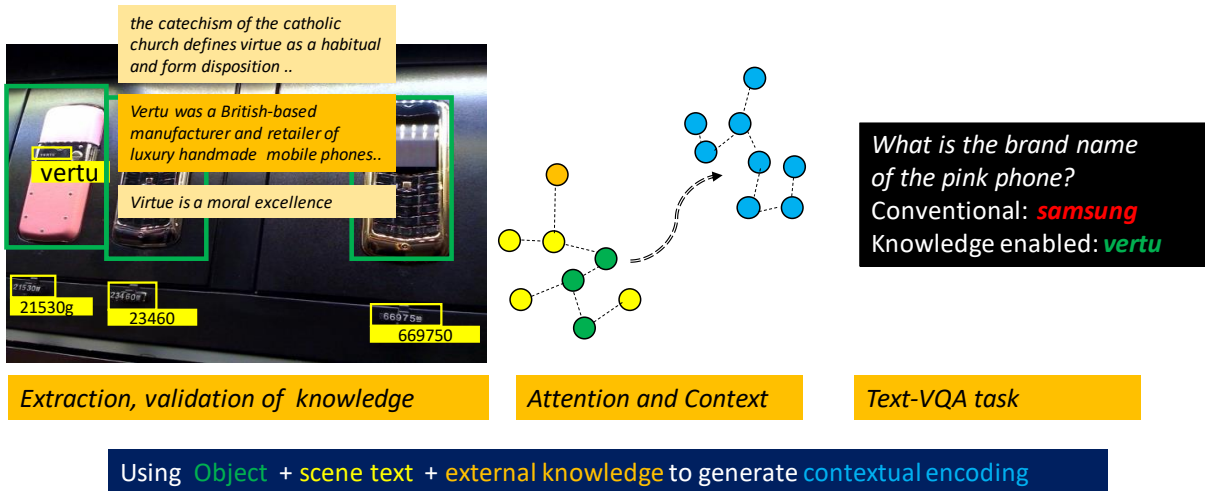 the catechism of the catholic
church defines virtue as a habitual
and form disposition ..
Vertu was a British-based
manufacturer and retailer of
luxury handmade mobile phones..
Virtue is a moral excellence
vertu
21530g
23460
66975
669750
What is the brand name
of the pink phone?
Conventional: samsung
Knowledge enabled: vertu
Extraction, validation of knowledge
Attention and Context
Text-VQA task
Using Object + scene text + external knowledge to generate contextual encoding